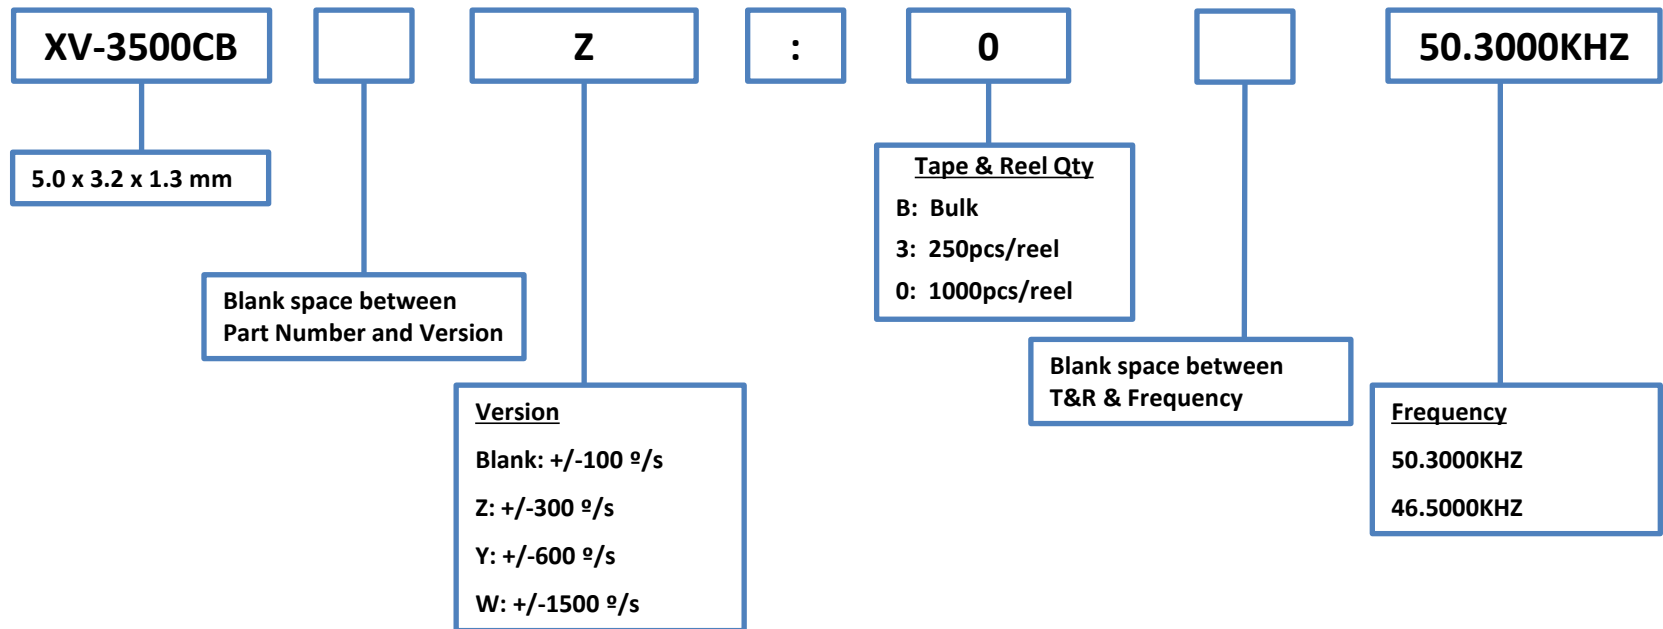 XV-3500CB
Z
:
0
50.3000KHZ
5.0 x 3.2 x 1.3 mm
Tape & Reel Qty
B:  Bulk
3:  250pcs/reel
0:  1000pcs/reel
Blank space between
Part Number and Version
Blank space between
T&R & Frequency
Version
Blank: +/-100 º/s
Z: +/-300 º/s
Y: +/-600 º/s
W: +/-1500 º/s
Frequency
50.3000KHZ
46.5000KHZ